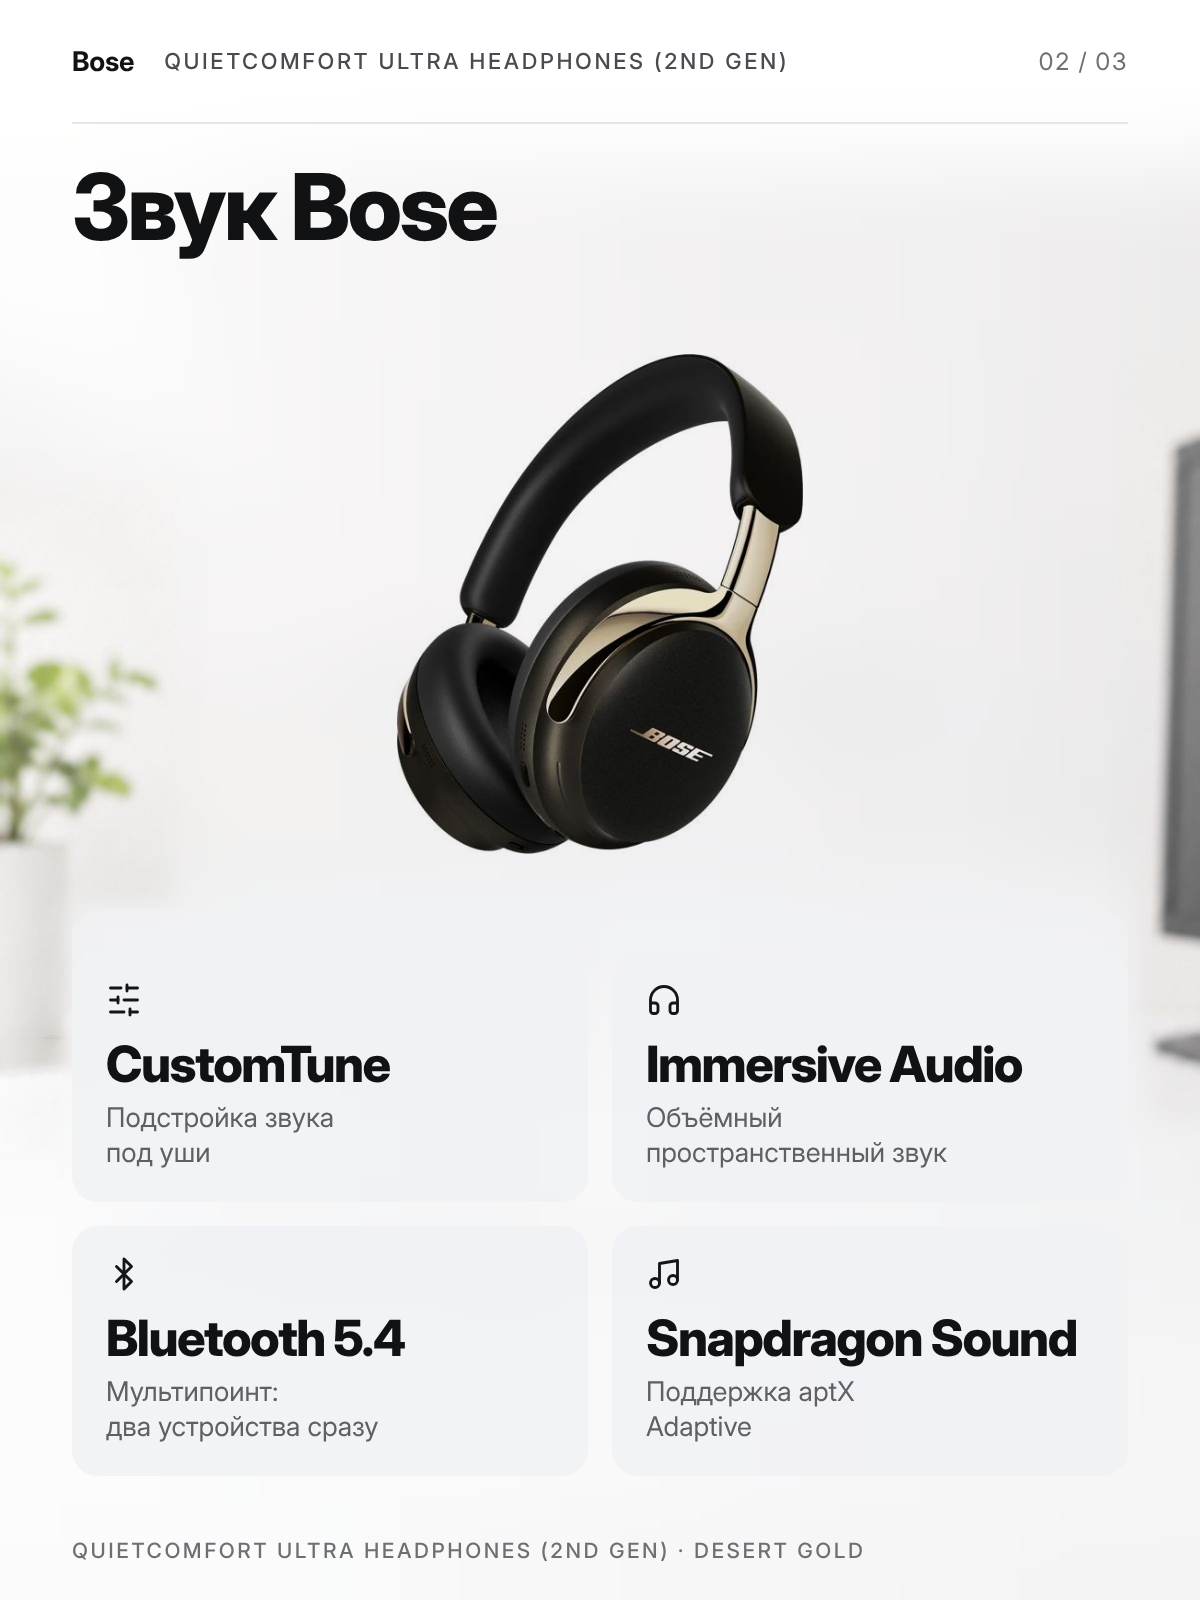 Bose QUIETCOMFORT ULTRA HEADPHONES (2ND GEN) 02 / 03
Звук Bose
BOSE
CustomTune
Подстройка звука
под уши
Immersive Audio
Объёмный
пространственный звук
Bluetooth 5.4
Мультипоинт:
два устройства сразу
Snapdragon Sound
Поддержка aptX
Adaptive
QUIETCOMFORT ULTRA HEADPHONES (2ND GEN) · DESERT GOLD